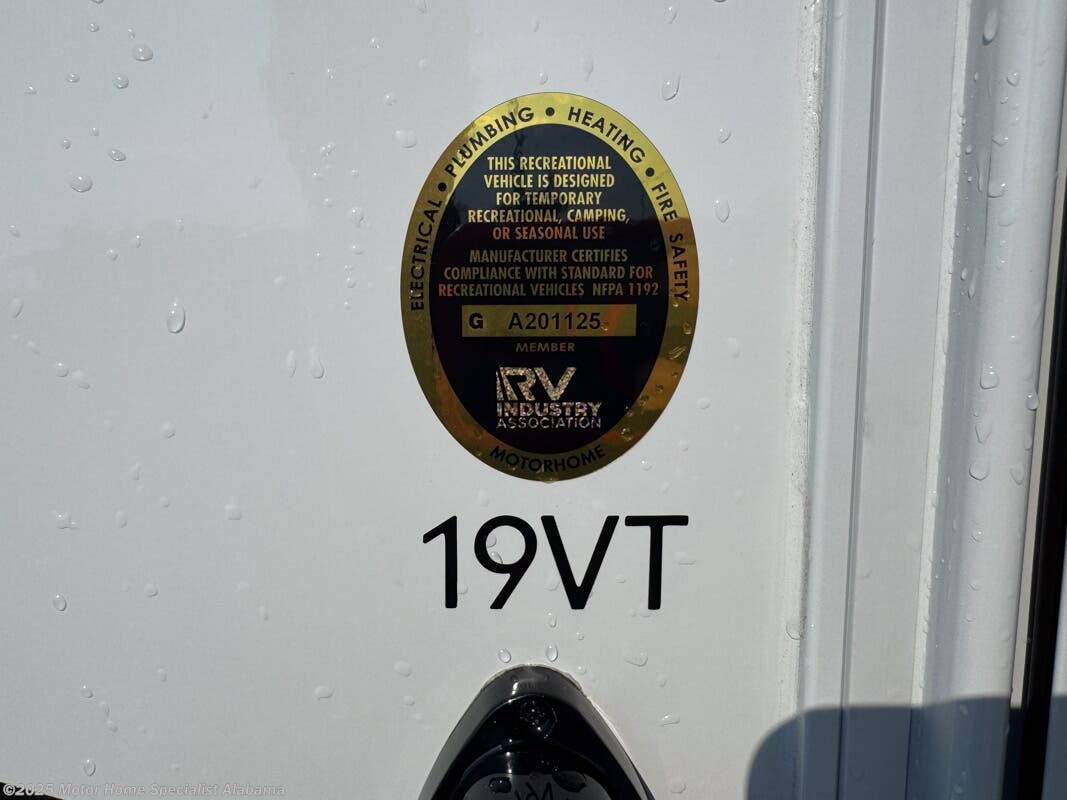 ELECTRICAL • PLUMBING • HEATING • FIRE SAFETY
THIS RECREATIONAL
VEHICLE IS DESIGNED
FOR TEMPORARY
RECREATIONAL, CAMPING,
OR SEASONAL USE
MANUFACTURER CERTIFIES
COMPLIANCE WITH STANDARD FOR
RECREATIONAL VEHICLES NFPA 1192
G A201125
MEMBER
RV
INDUSTRY
ASSOCIATION
MOTORHOME
19VT
©2025 Motor Home Specialist Alabama